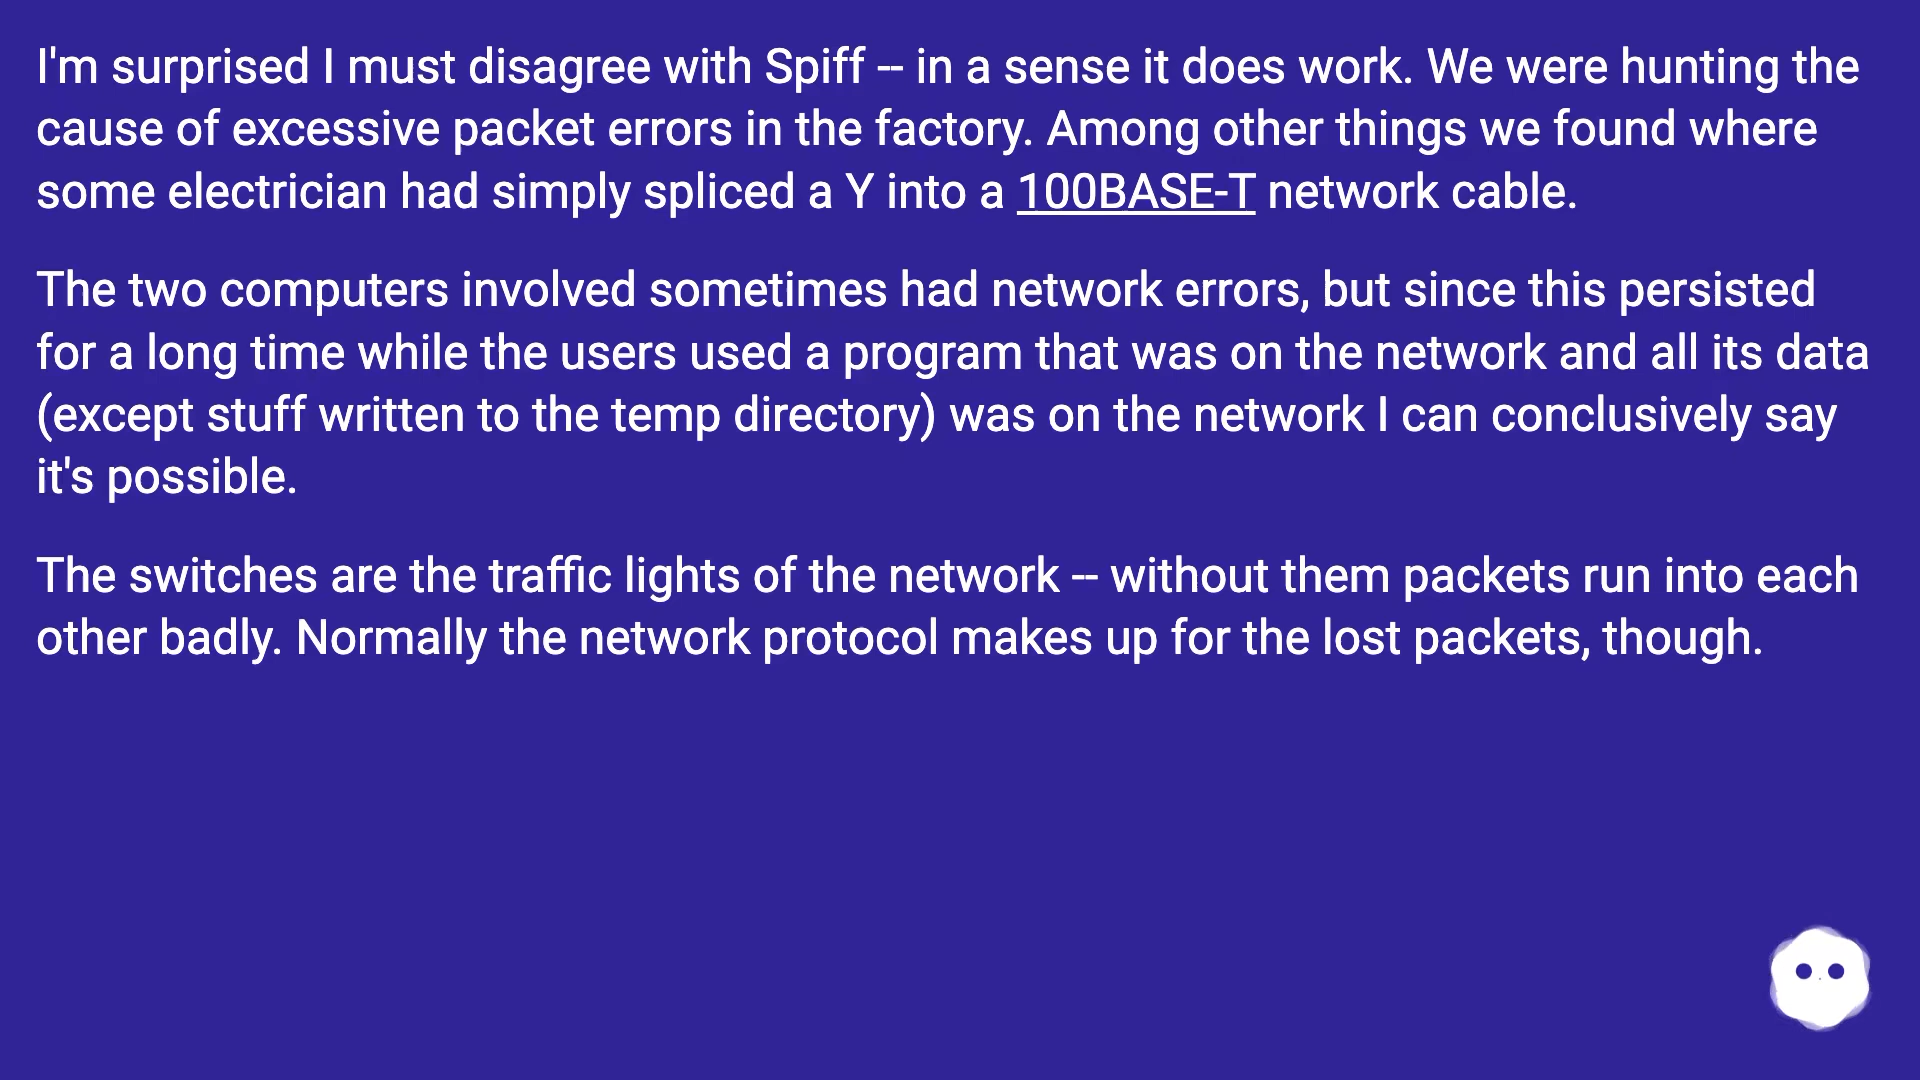 I'm surprised I must disagree with Spiff -- in a sense it does work. We were hunting the
cause of excessive packet errors in the factory. Among other things we found where
some electrician had simply spliced a Y into a 100BASE-T network cable.
The two computers involved sometimes had network errors, but since this persisted
for a long time while the users used a program that was on the network and all its data
(except stuff written to the temp directory) was on the network I can conclusively say
it's possible.
The switches are the traffic lights of the network -- without them packets run into each
other badly. Normally the network protocol makes up for the lost packets, though.